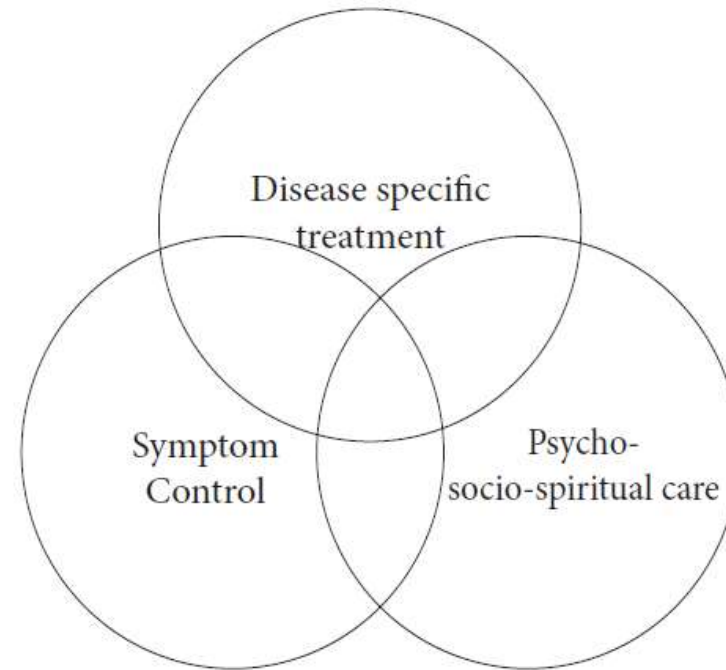 Disease specific
treatment
Symptom
Control
Psycho-
socio-spiritual care